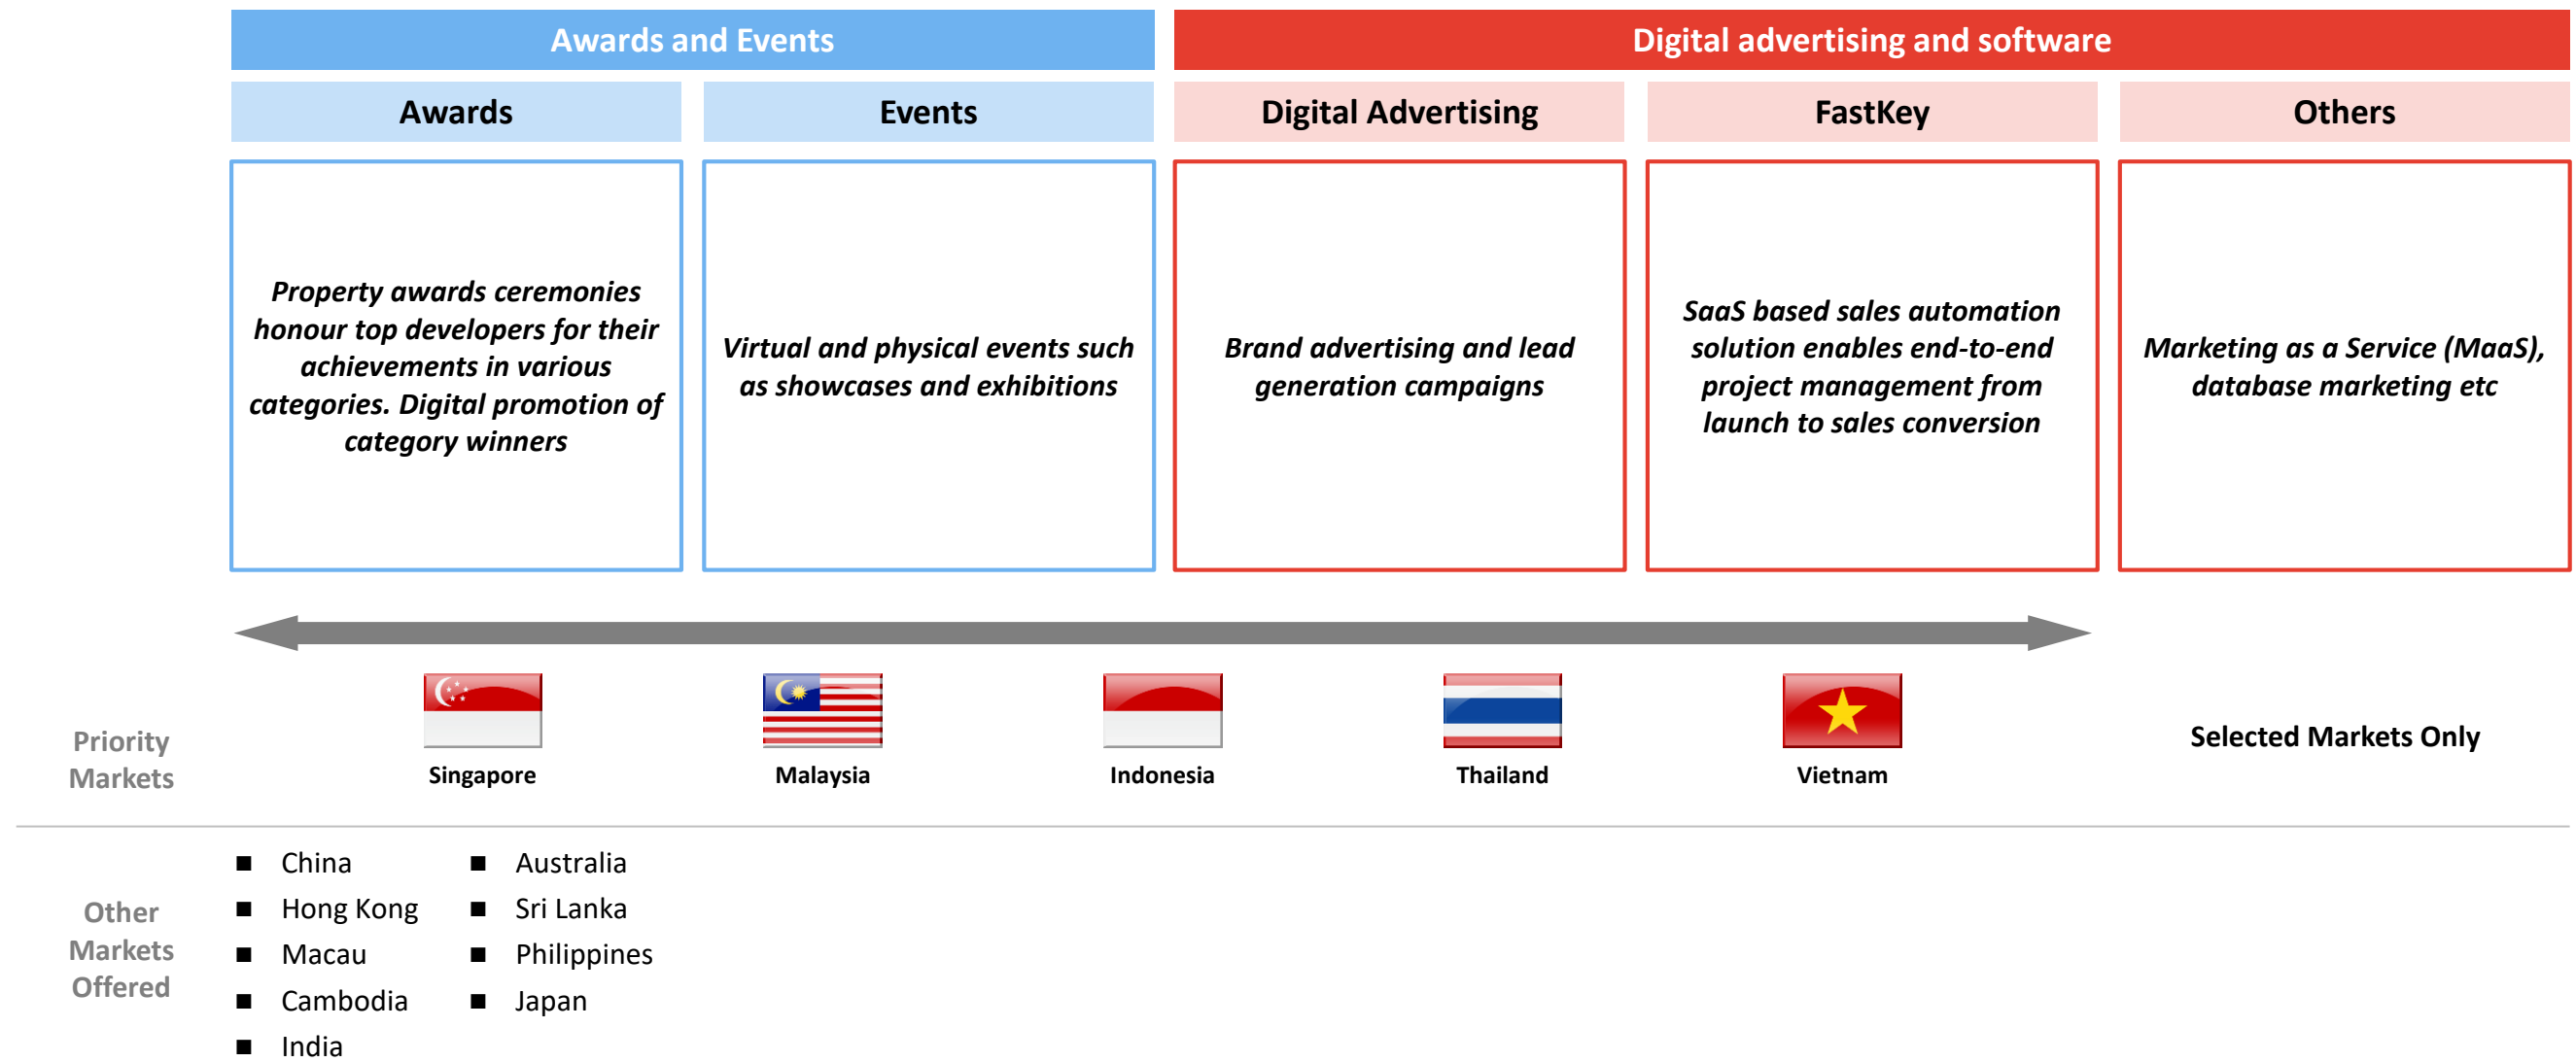 Awards and Events
Digital advertising and software
Awards
Events
Digital Advertising
FastKey
Others
Property awards ceremonies
honour top developers for their
achievements in various
categories. Digital promotion of
category winners
Virtual and physical events such
as showcases and exhibitions
Brand advertising and lead
generation campaigns
SaaS based sales automation
solution enables end-to-end
project management from
launch to sales conversion
Marketing as a Service (MaaS),
database marketing etc
Priority
Markets
Singapore
Malaysia
Indonesia
Thailand
Vietnam
Selected Markets Only
Other
Markets
Offered
■ China
■ Hong Kong
■ Macau
■ Cambodia
■ India
■ Australia
■ Sri Lanka
■ Philippines
■ Japan